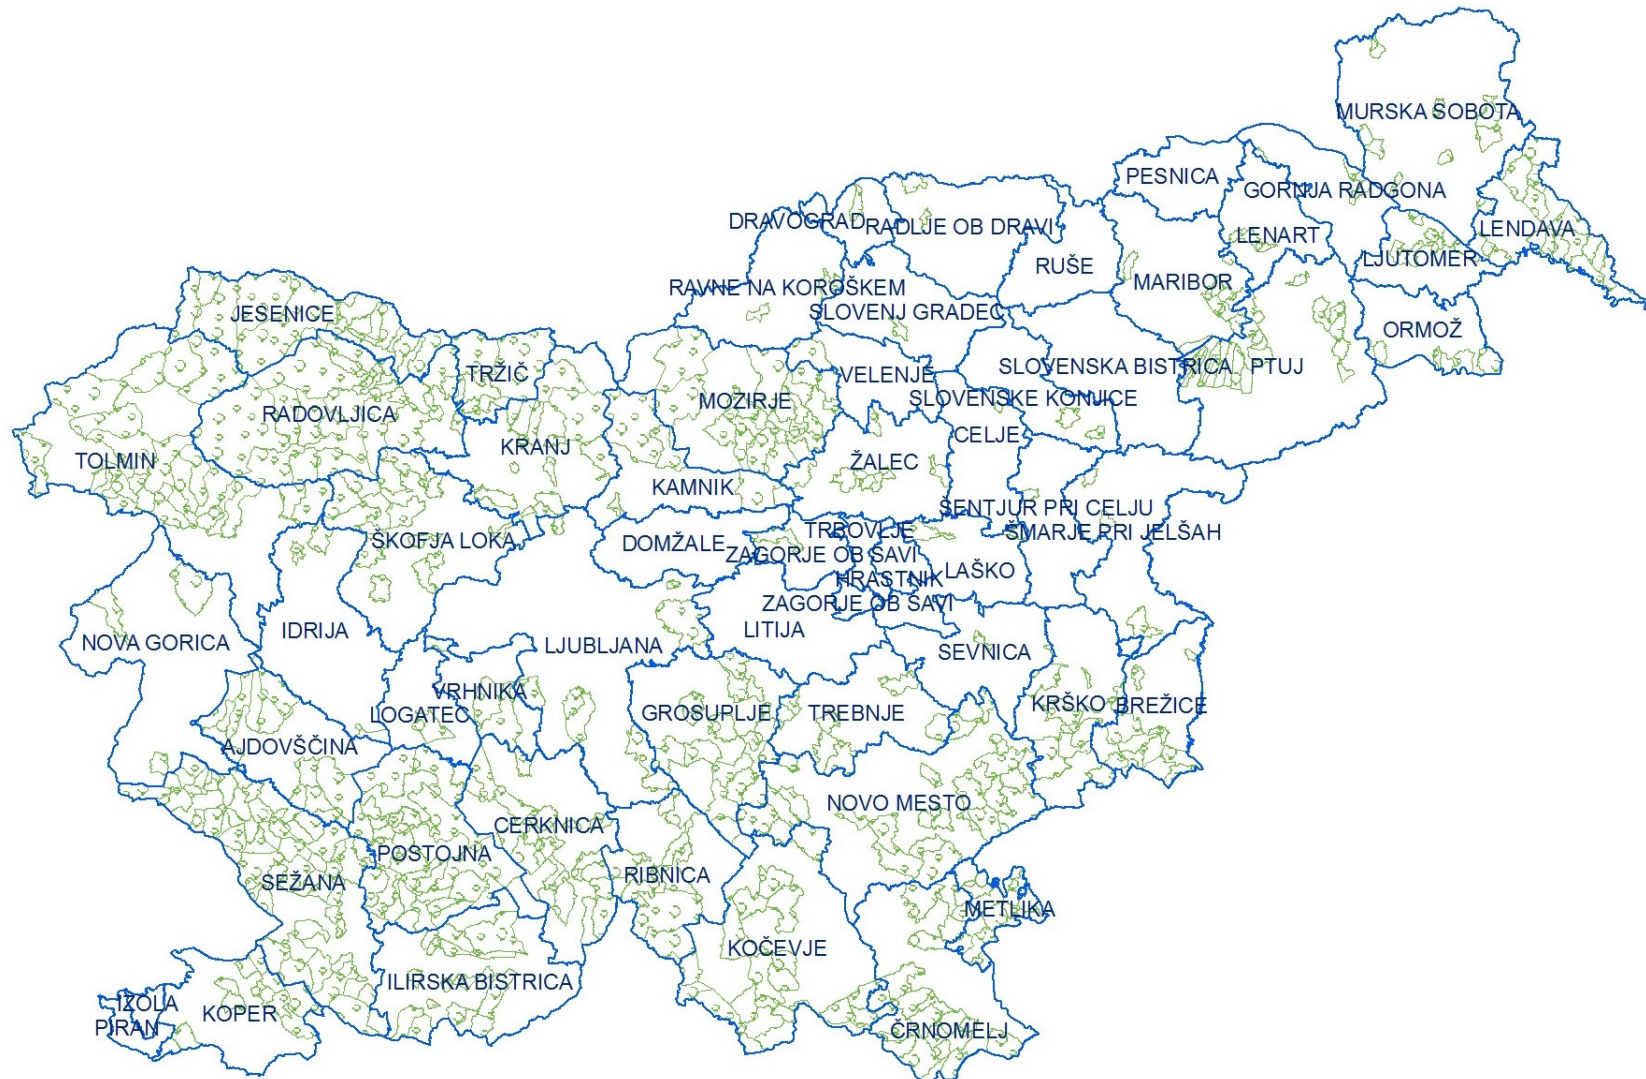 MURSKA SOBOTA
PESNICA
GORNJA RADGONA
DRAVOGRAD
RADLJE OB DRAVI
LENART
LENDAVA
LJUTOMER
RUŠE
MARIBOR
RAVNE NA KOROŠKEM
SLOVENJ GRADEC
JESENICE
ORMOŽ
SLOVENSKA BISTRICA
PTUJ
TRŽIČ
VELENJE
SLOVENSKE KONJICE
MOZIRJE
RADOVLJICA
CELJE
KRANJ
TOLMIN
ŽALEC
KAMNIK
ŠENTJUR PRI CELJU
TRBOVLJE
ŠMARJE PRI JELŠAH
ŠKOFJA LOKA
DOMŽALE
ZAGORJE OB SAVI
HRASTNIK
LAŠKO
ZAGORJE OB SAVI
IDRIJA
LITIJA
NOVA GORICA
LJUBLJANA
SEVNICA
VRHNIKA
KRŠKO
BREŽICE
LOGATEC
GROSUPLJE
TREBNJE
AJDOVŠČINA
NOVO MESTO
CERKNICA
POSTOJNA
SEŽANA
RIBNICA
METLIKA
KOČEVJE
ILIRSKA BISTRICA
IZOLA
KOPER
PIRAN
ČRNOMELJ